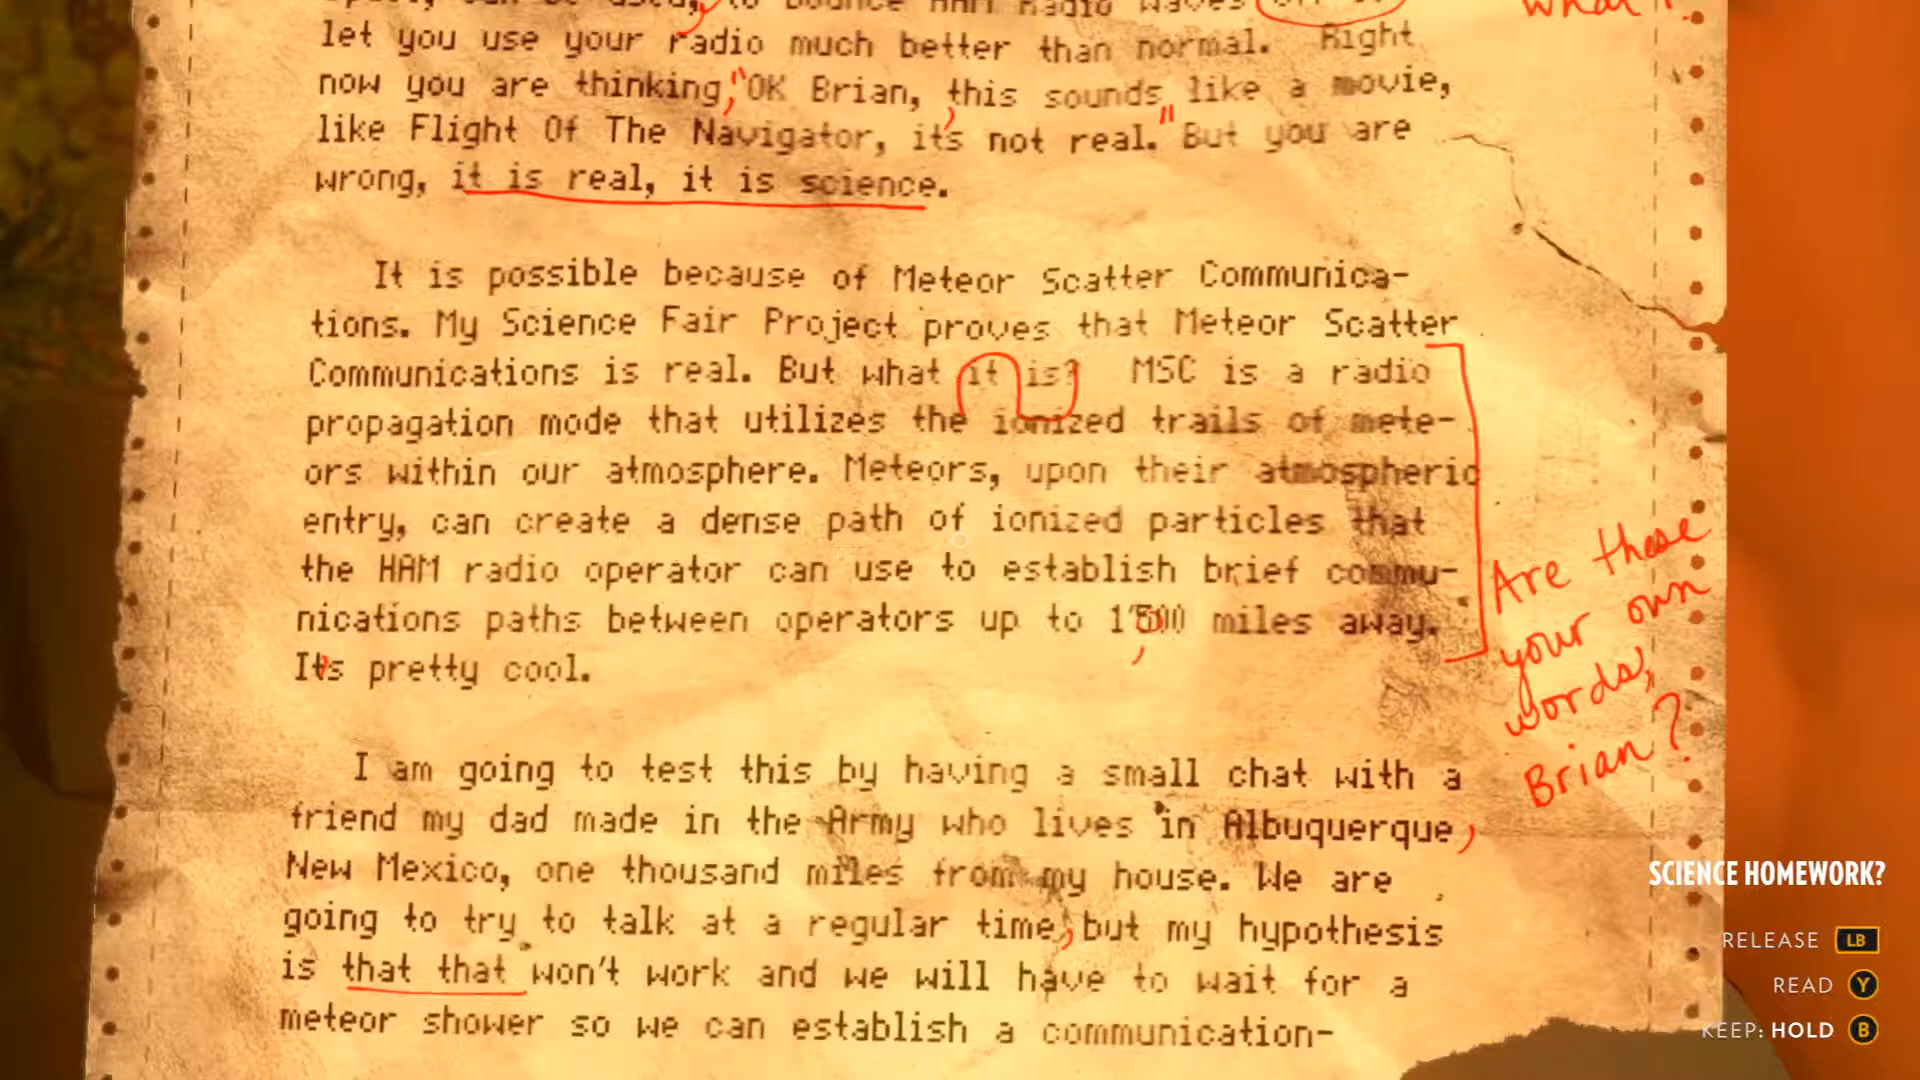 to bounce HAM Radio waves
what?
let you use your radio much better than normal. Right
now you are thinking, "OK Brian, this sounds like a movie,
like Flight Of The Navigator, it's not real." But you are
wrong, it is real, it is science.
It is possible because of Meteor Scatter Communica-
tions. My Science Fair Project proves that Meteor Scatter
Communications is real. But what it is? MSC is a radio
propagation mode that utilizes the ionized trails of mete-
ors within our atmosphere. Meteors, upon their atmospheric
entry, can create a dense path of ionized particles that
the HAM radio operator can use to establish brief commu-
nications paths between operators up to 1,500 miles away.
It's pretty cool.
Are these
your own
words,
Brian?
I am going to test this by having a small chat with a
friend my dad made in the Army who lives in Albuquerque,
New Mexico, one thousand miles from my house. We are
going to try to talk at a regular time, but my hypothesis
is that that won't work and we will have to wait for a
meteor shower so we can establish a communication-
SCIENCE HOMEWORK?
RELEASE LB
READ Y
KEEP: HOLD B